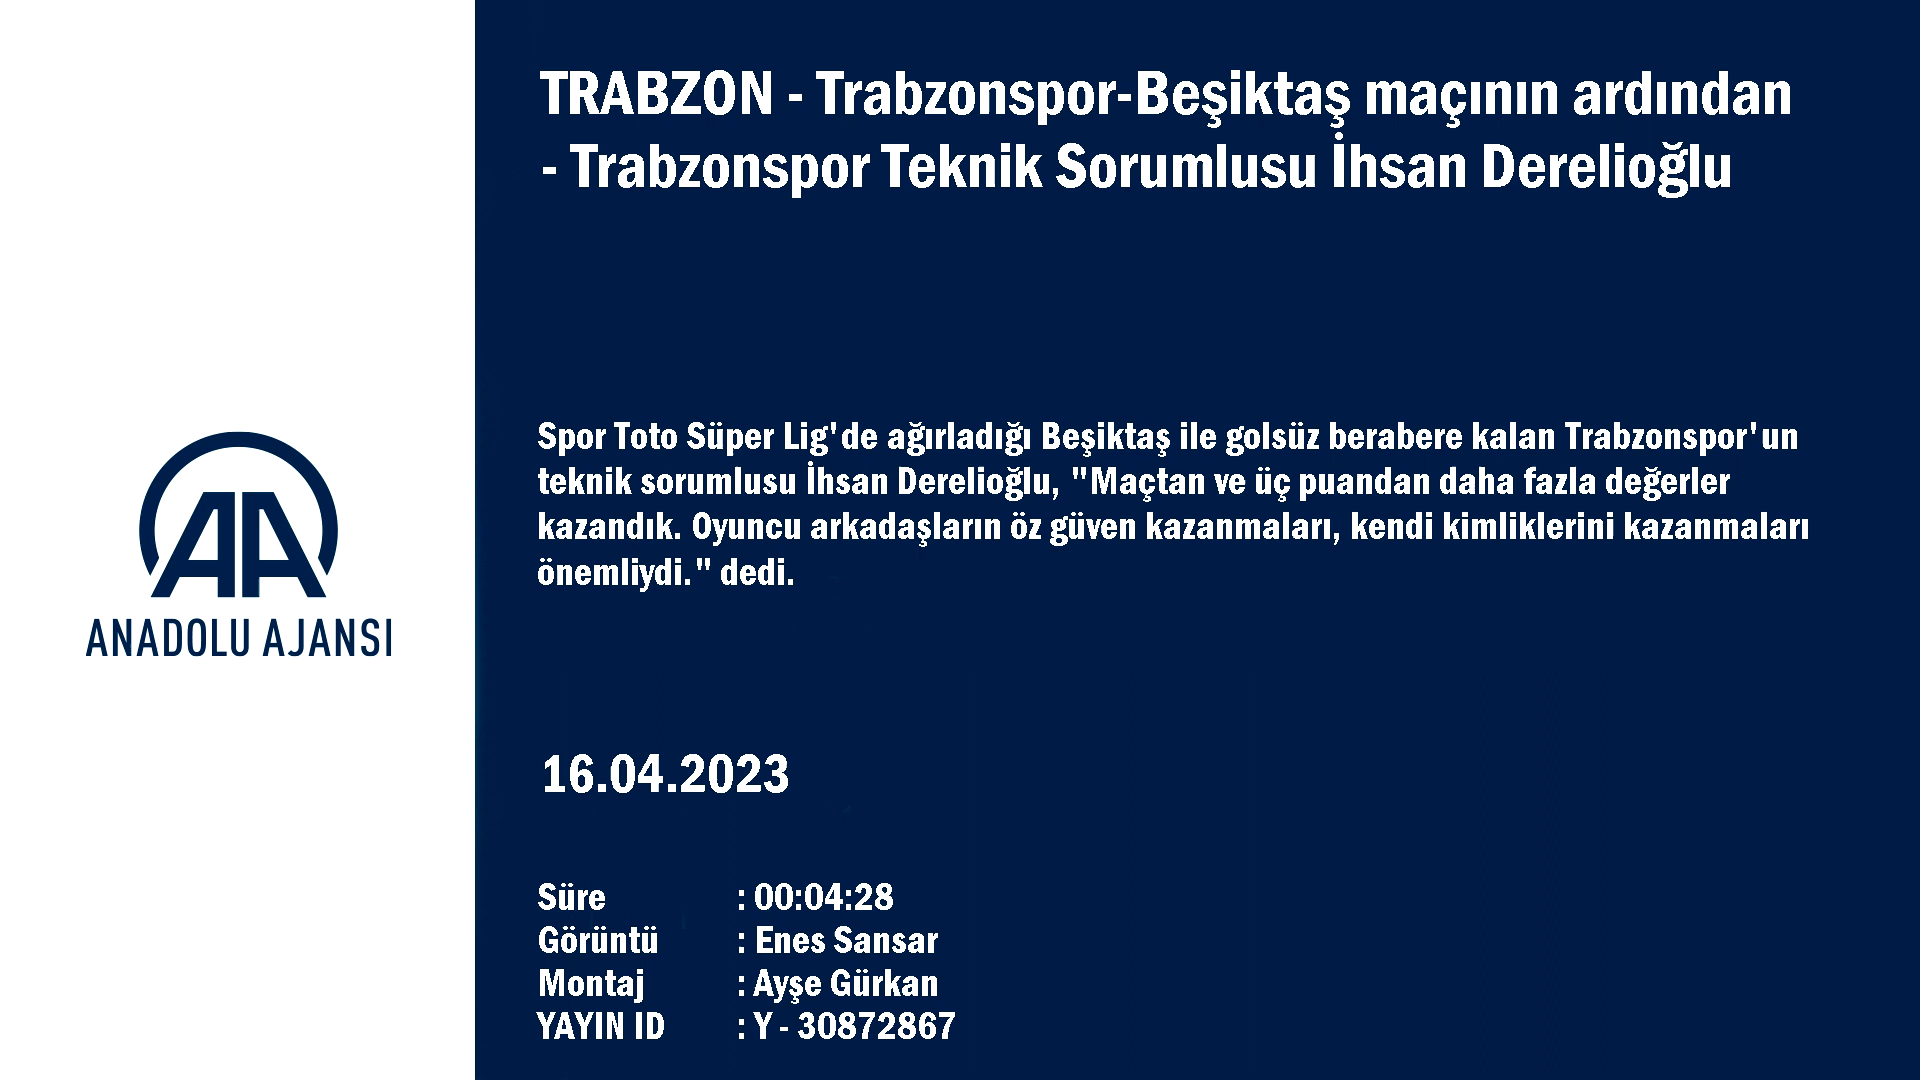 TRABZON - Trabzonspor-Beşiktaş maçının ardından
- Trabzonspor Teknik Sorumlusu İhsan Derelioğlu
Spor Toto Süper Lig'de ağırladığı Beşiktaş ile golsüz berabere kalan Trabzonspor'un
teknik sorumlusu İhsan Derelioğlu, "Maçtan ve üç puandan daha fazla değerler
kazandık. Oyuncu arkadaşların öz güven kazanmaları, kendi kimliklerini kazanmaları
önemliydi." dedi.
AA
ANADOLU AJANSI
16.04.2023
Süre : 00:04:28
Görüntü : Enes Sansar
Montaj : Ayşe Gürkan
YAYIN ID : Y - 30872867